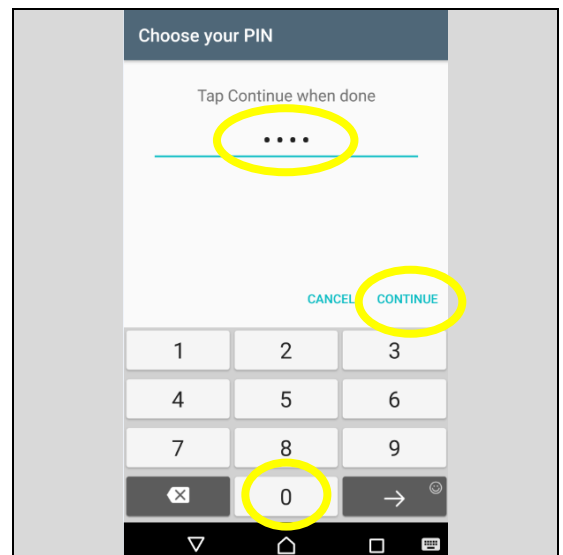 Choose your PIN
Tap Continue when done
••••
CANCEL CONTINUE
1 2 3
4 5 6
7 8 9
0